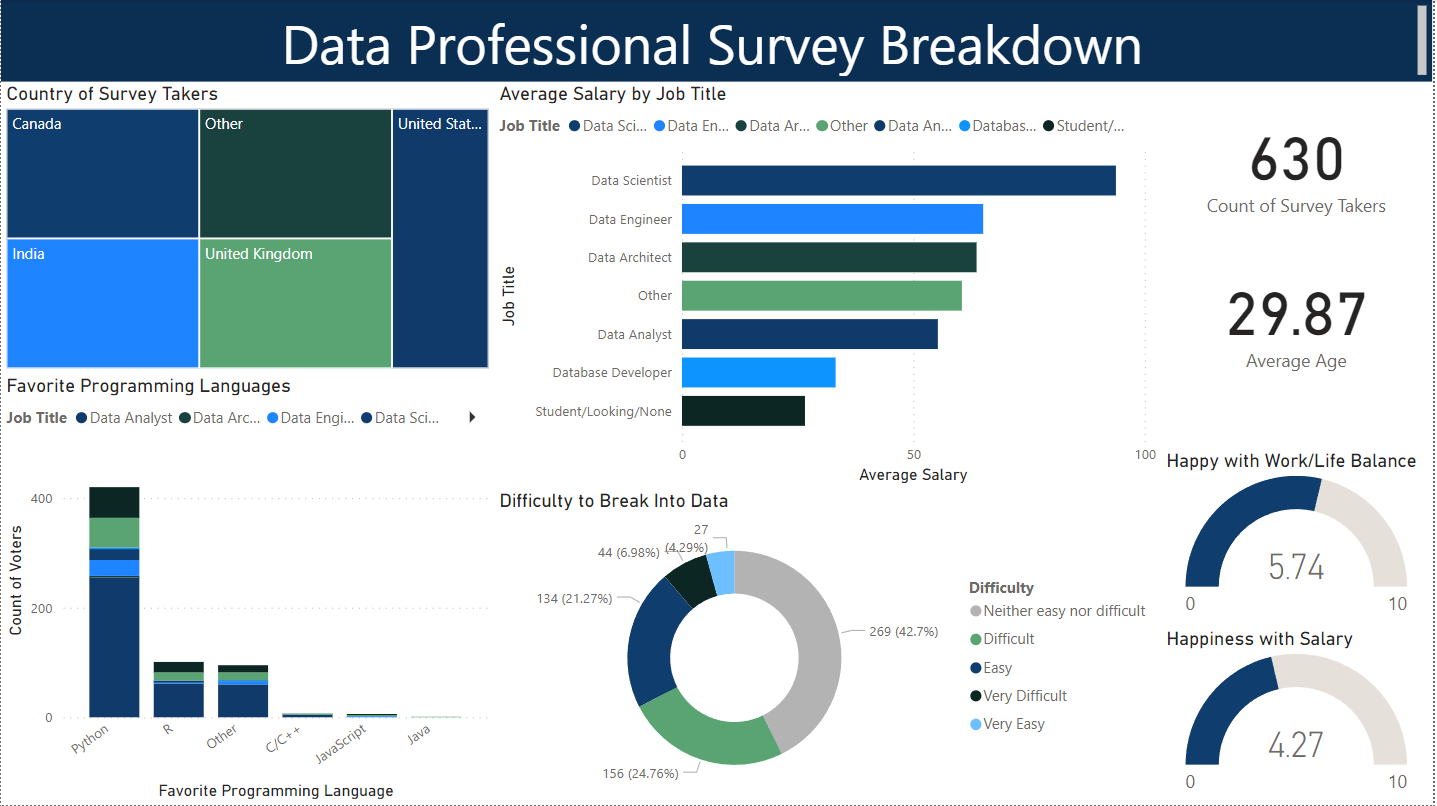 Data Professional Survey Breakdown
Country of Survey Takers
Canada
Other
United Stat...
India
United Kingdom
Average Salary by Job Title
Job Title Data Sci... Data En... Data Ar... Other Data An... Databas... Student/...
Job Title
Data Scientist
Data Engineer
Data Architect
Other
Data Analyst
Database Developer
Student/Looking/None
0 50 100
Average Salary
630
Count of Survey Takers
29.87
Average Age
Favorite Programming Languages
Job Title Data Analyst Data Arc... Data Engi... Data Sci...
Count of Voters
400
200
0
Python R Other C/C++ JavaScript Java
Favorite Programming Language
Difficulty to Break Into Data
27
(4.29%)
44 (6.98%)
134 (21.27%)
269 (42.7%)
156 (24.76%)
Difficulty
Neither easy nor difficult
Difficult
Easy
Very Difficult
Very Easy
Happy with Work/Life Balance
5.74
0 10
Happiness with Salary
4.27
0 10